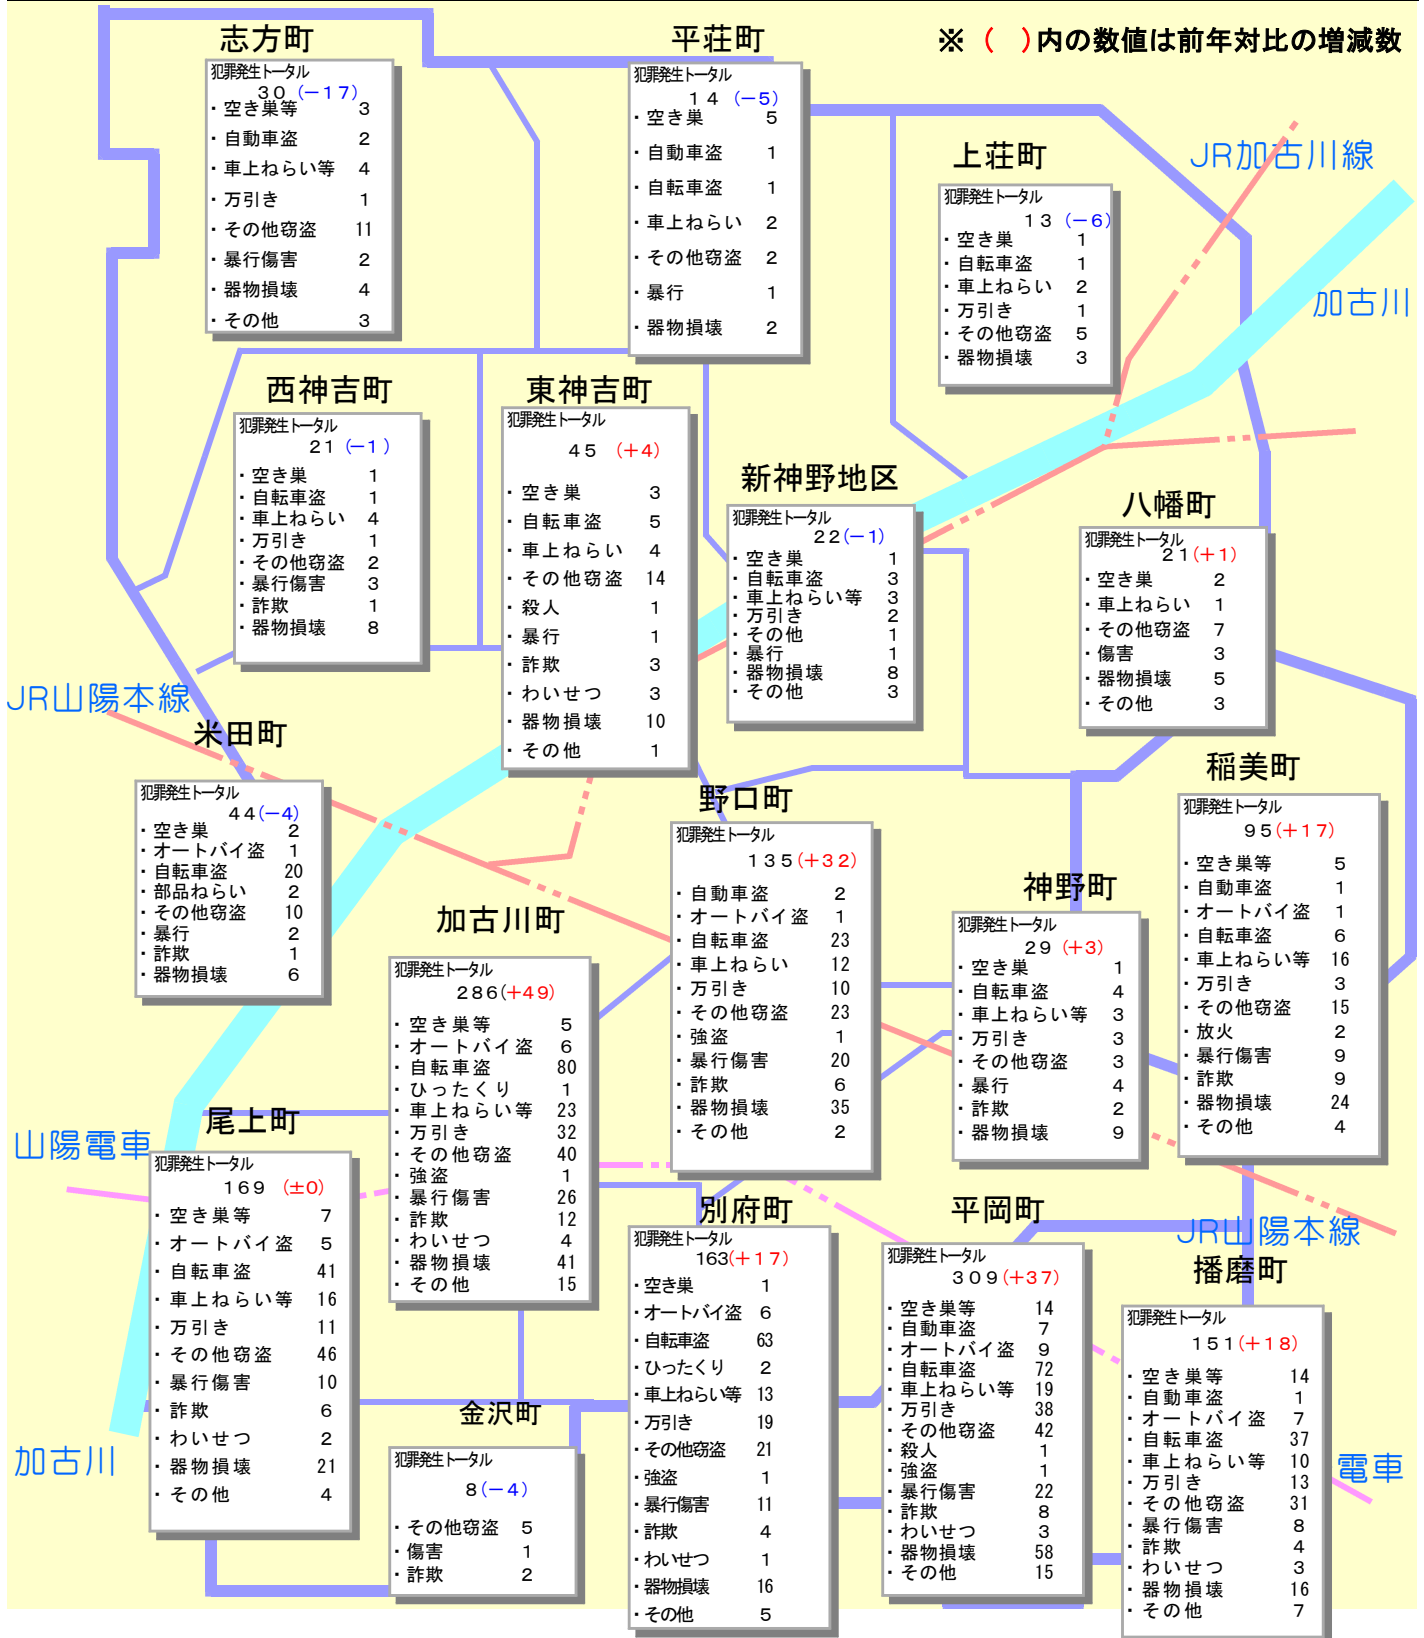 ※（　）内の数値は前年対比の増減数
志方町
犯罪発生トータル
３０（－１７）
・空き巣等　3
・自動車盗　2
・車上ねらい等　4
・万引き　1
・その他窃盗　11
・暴行傷害　2
・器物損壊　4
・その他　3
平荘町
犯罪発生トータル
１４（－５）
・空き巣　5
・自動車盗　1
・自転車盗　1
・車上ねらい　2
・その他窃盗　2
・暴行　1
・器物損壊　2
上荘町
犯罪発生トータル
１３（－６）
・空き巣　1
・自転車盗　1
・車上ねらい　2
・万引き　1
・その他窃盗　5
・器物損壊　3
JR加古川線
加古川
西神吉町
犯罪発生トータル
２１（－１）
・空き巣　1
・自転車盗　1
・車上ねらい　4
・万引き　1
・その他窃盗　2
・暴行傷害　3
・詐欺　1
・器物損壊　8
東神吉町
犯罪発生トータル
４５（＋４）
・空き巣　3
・自転車盗　5
・車上ねらい　4
・その他窃盗　14
・殺人　1
・暴行　1
・詐欺　3
・わいせつ　3
・器物損壊　10
・その他　1
新神野地区
犯罪発生トータル
２２（－１）
・空き巣　1
・自転車盗　3
・車上ねらい等　3
・万引き　2
・その他　1
・暴行　1
・器物損壊　8
・その他　3
八幡町
犯罪発生トータル
２１（＋１）
・空き巣　2
・車上ねらい　1
・その他窃盗　7
・傷害　3
・器物損壊　5
・その他　3
JR山陽本線
米田町
犯罪発生トータル
４４（－４）
・空き巣　2
・オートバイ盗　1
・自転車盗　20
・部品ねらい　2
・その他窃盗　10
・暴行　2
・詐欺　1
・器物損壊　6
野口町
犯罪発生トータル
１３５（＋３２）
・自動車盗　2
・オートバイ盗　1
・自転車盗　23
・車上ねらい　12
・万引き　10
・その他窃盗　23
・強盗　1
・暴行傷害　20
・詐欺　6
・器物損壊　35
・その他　2
稲美町
犯罪発生トータル
９５（＋１７）
・空き巣等　5
・自動車盗　1
・オートバイ盗　1
・自転車盗　6
・車上ねらい等　16
・万引き　3
・その他窃盗　15
・放火　2
・暴行傷害　9
・詐欺　9
・器物損壊　24
・その他　4
神野町
犯罪発生トータル
２９（＋３）
・空き巣　1
・自転車盗　4
・車上ねらい等　3
・万引き　3
・その他窃盗　3
・暴行　4
・詐欺　2
・器物損壊　9
加古川町
犯罪発生トータル
２８６（＋４９）
・空き巣等　5
・オートバイ盗　6
・自転車盗　80
・ひったくり　1
・車上ねらい等　23
・万引き　32
・その他窃盗　40
・強盗　1
・暴行傷害　26
・詐欺　12
・わいせつ　4
・器物損壊　41
・その他　15
山陽電車
尾上町
犯罪発生トータル
１６９（±０）
・空き巣等　7
・オートバイ盗　5
・自転車盗　41
・車上ねらい等　16
・万引き　11
・その他窃盗　46
・暴行傷害　10
・詐欺　6
・わいせつ　2
・器物損壊　21
・その他　4
加古川
金沢町
犯罪発生トータル
８（－４）
・その他窃盗　5
・傷害　1
・詐欺　2
別府町
犯罪発生トータル
163（＋１７）
・空き巣　1
・オートバイ盗　6
・自転車盗　63
・ひったくり　2
・車上ねらい等　13
・万引き　19
・その他窃盗　21
・強盗　1
・暴行傷害　11
・詐欺　4
・わいせつ　1
・器物損壊　16
・その他　5
平岡町
犯罪発生トータル
３０９（＋３７）
・空き巣等　14
・自動車盗　7
・オートバイ盗　9
・自転車盗　72
・車上ねらい等　19
・万引き　38
・その他窃盗　42
・殺人　1
・強盗　1
・暴行傷害　22
・詐欺　8
・わいせつ　3
・器物損壊　58
・その他　15
JR山陽本線
播磨町
犯罪発生トータル
１５１（＋１８）
・空き巣等　14
・自動車盗　1
・オートバイ盗　7
・自転車盗　37
・車上ねらい等　10
・万引き　13
・その他窃盗　31
・暴行傷害　8
・詐欺　4
・わいせつ　3
・器物損壊　16
・その他　7
電車